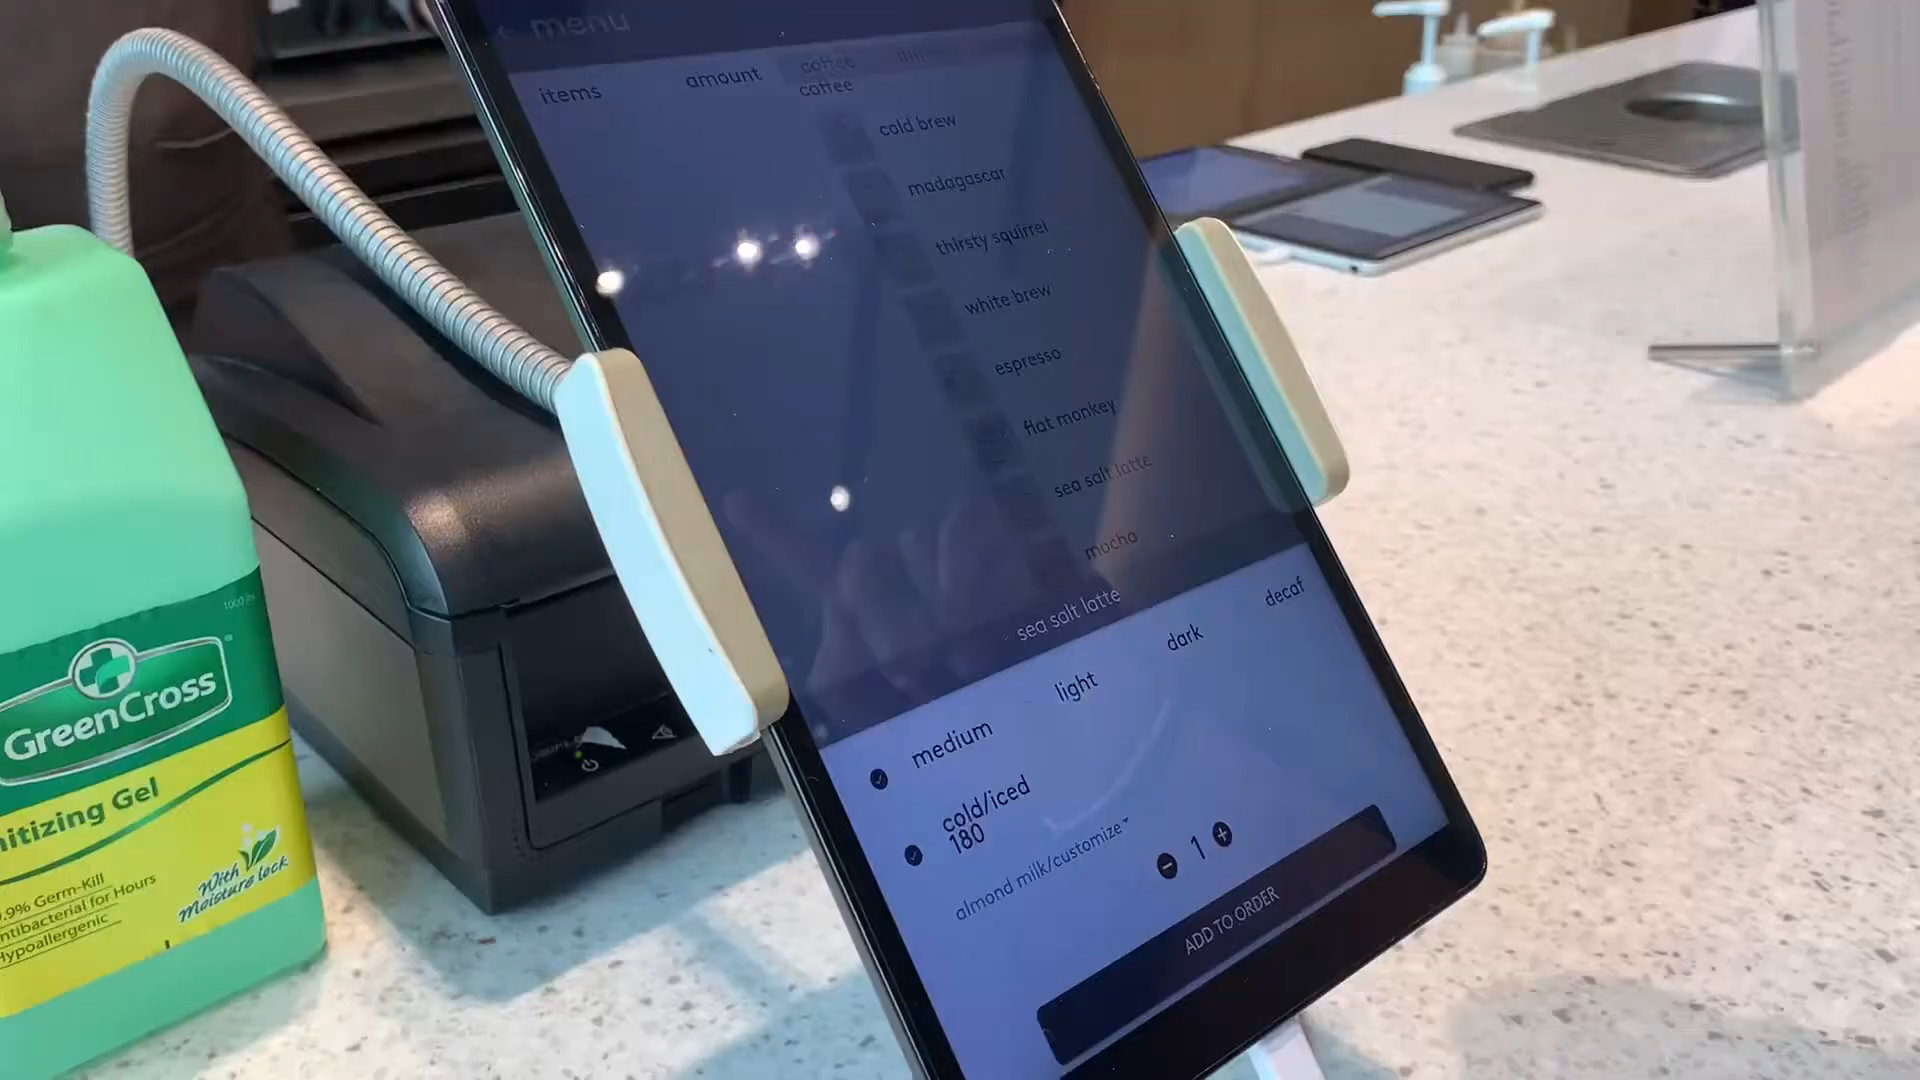 menu
items
amount
coffee
coffee
cold brew
madagascar
thirsty squirrel
white brew
espresso
flat monkey
sea salt latte
mocha
sea salt latte
medium
light
dark
decaf
cold/iced
180
almond milk/customize
1
ADD TO ORDER
GreenCross
nitizing Gel
With
Moisture lock
.9% Germ-Kill
ntibacterial for Hours
Hypoallergenic